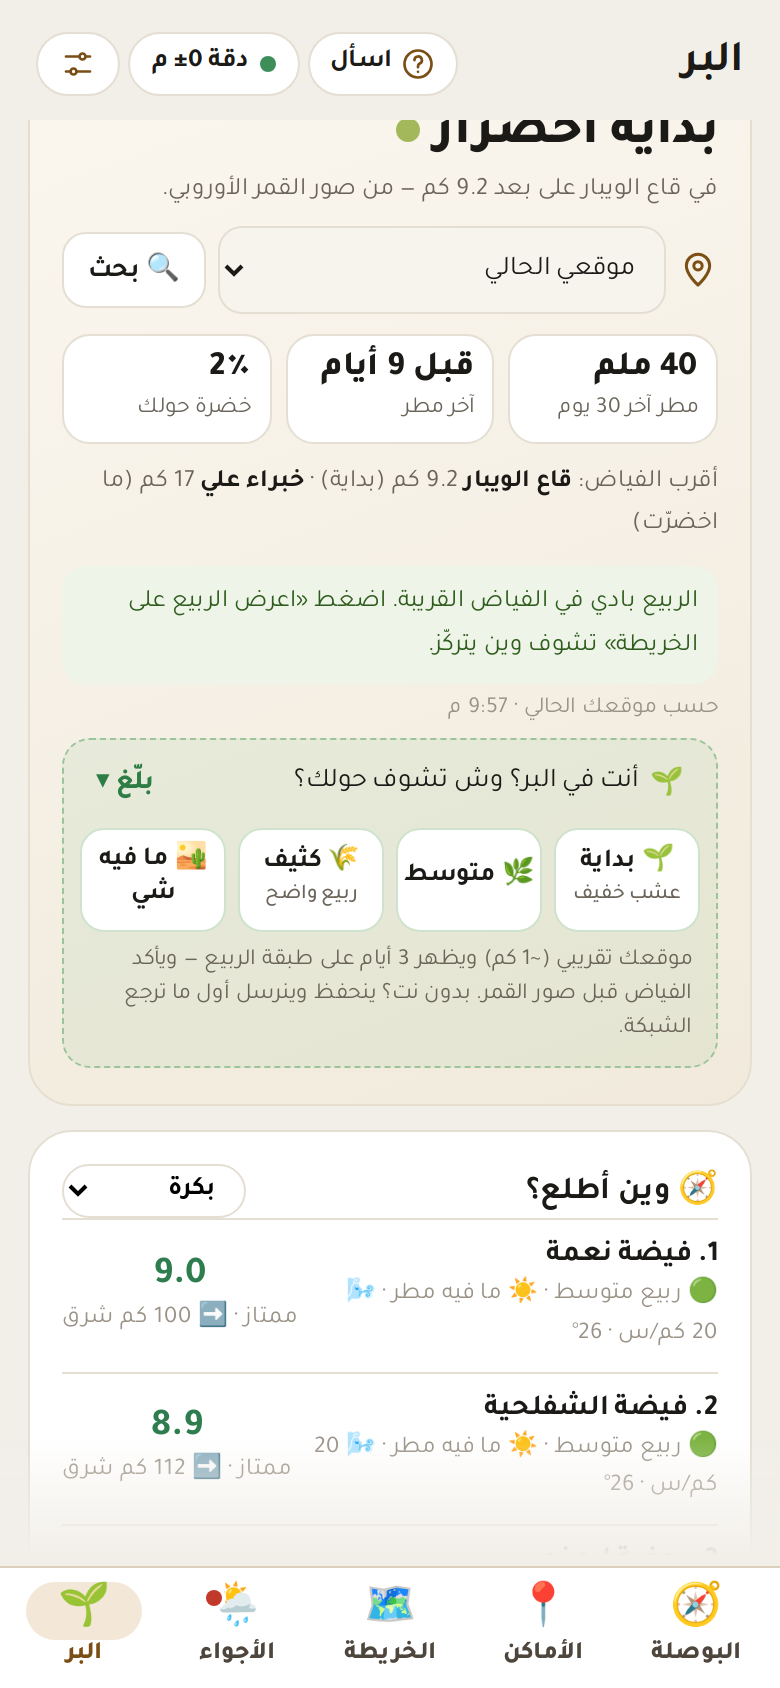 البر
اسأل
دقة ±0 م
بداية اخضرار
في قاع الويبار على بعد 9.2 كم — من صور القمر الأوروبي.
موقعي الحالي
🔍 بحث
40 ملم
مطر آخر 30 يوم
قبل 9 أيام
آخر مطر
2٪
خضرة حولك
أقرب الفياض: قاع الويبار 9.2 كم (بداية) · خبراء علي 17 كم (ما
اخضرّت)
الربيع بادي في الفياض القريبة. اضغط «اعرض الربيع على
الخريطة» تشوف وين يتركّز.
حسب موقعك الحالي · 9:57 م
🌱 أنت في البر؟ وش تشوف حولك؟
بلّغ ▾
🌱 بداية
عشب خفيف
🌿 متوسط
🌾 كثيف
ربيع واضح
🏜️ ما فيه
شي
موقعك تقريبي (~1 كم) ويظهر 3 أيام على طبقة الربيع — ويأكد
الفياض قبل صور القمر. بدون نت؟ ينحفظ وينرسل أول ما ترجع
الشبكة.
🧭 وين أطلع؟
بكرة
1. فيضة نعمة
🟢 ربيع متوسط · ☀️ ما فيه مطر · 🌬️
20 كم/س · 26°
9.0
ممتاز · ➡️ 100 كم شرق
2. فيضة الشفلحية
🟢 ربيع متوسط · ☀️ ما فيه مطر · 🌬️ 20
كم/س · 26°
8.9
ممتاز · ➡️ 112 كم شرق
البوصلة
الأماكن
الخريطة
الأجواء
البر